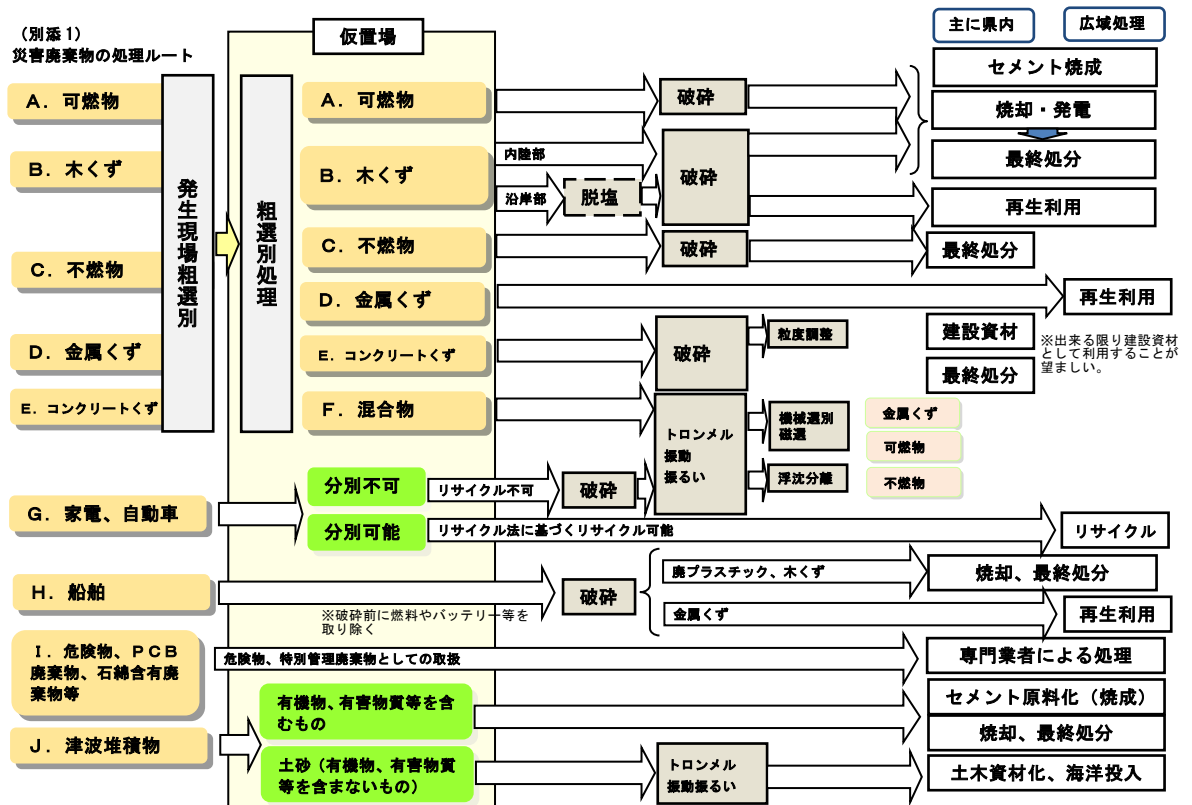 （別添１）
災害廃棄物の処理ルート
主に県内
広域処理
仮置場
Ａ．可燃物
Ｂ．木くず
Ｃ．不燃物
Ｄ．金属くず
Ｅ．コンクリートくず
発生現場粗選別
粗選別処理
Ａ．可燃物
破砕
Ｂ．木くず
内陸部
沿岸部
脱塩
破砕
Ｃ．不燃物
破砕
Ｄ．金属くず
Ｅ．コンクリートくず
破砕
粒度調整
Ｆ．混合物
トロンメル
振動
振るい
機械選別
磁選
浮沈分離
金属くず
可燃物
不燃物
セメント焼成
焼却・発電
最終処分
再生利用
最終処分
再生利用
建設資材
※出来る限り建設資材
として利用することが
望ましい。
最終処分
Ｇ．家電、自動車
分別不可
リサイクル不可
破砕
分別可能
リサイクル法に基づくリサイクル可能
リサイクル
Ｈ．船舶
※破砕前に燃料やバッテリー等を
取り除く
破砕
廃プラスチック、木くず
焼却、最終処分
金属くず
再生利用
Ｉ．危険物、ＰＣＢ
廃棄物、石綿含有廃
棄物等
危険物、特別管理廃棄物としての取扱
専門業者による処理
Ｊ．津波堆積物
有機物、有害物質等を含
むもの
セメント原料化（焼成）
焼却、最終処分
土砂（有機物、有害物質
等を含まないもの）
トロンメル
振動振るい
土木資材化、海洋投入